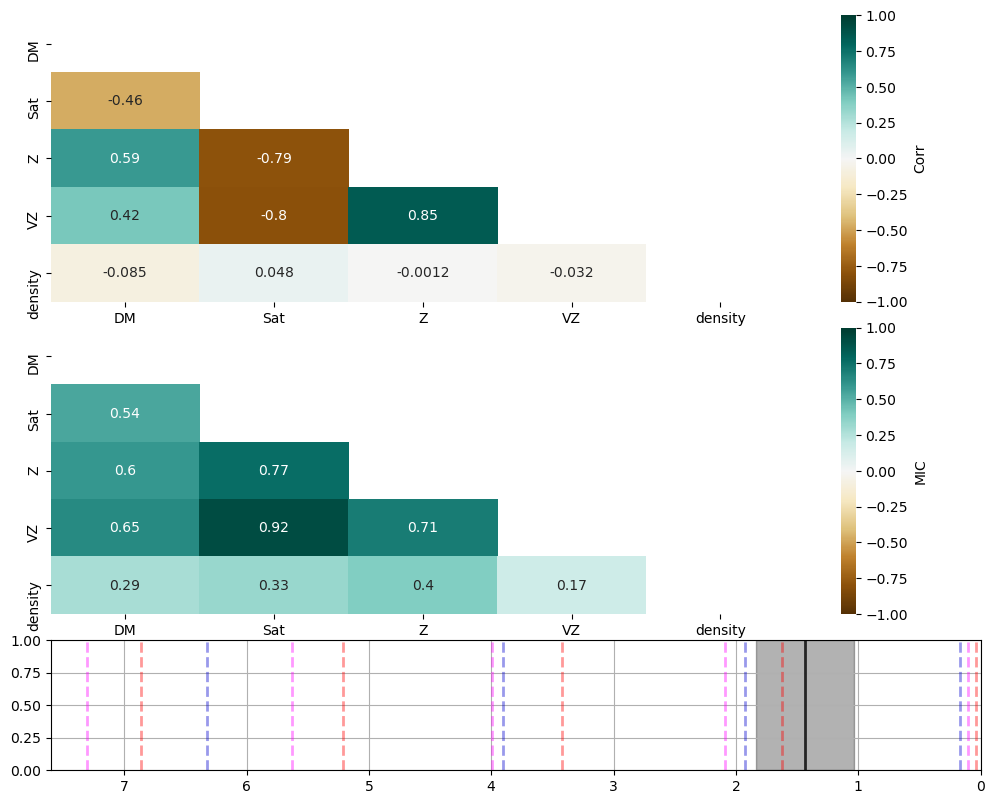 DM
Sat
Z
VZ
density
-0.46
0.59 -0.79
0.42 -0.8 0.85
-0.085 0.048 -0.0012 -0.032
DM Sat Z VZ density
1.00
0.75
0.50
0.25
0.00
−0.25
−0.50
−0.75
−1.00
Corr
DM
Sat
Z
VZ
density
0.54
0.6 0.77
0.65 0.92 0.71
0.29 0.33 0.4 0.17
DM Sat Z VZ density
1.00
0.75
0.50
0.25
0.00
−0.25
−0.50
−0.75
−1.00
MIC
1.00
0.75
0.50
0.25
0.00
7 6 5 4 3 2 1 0